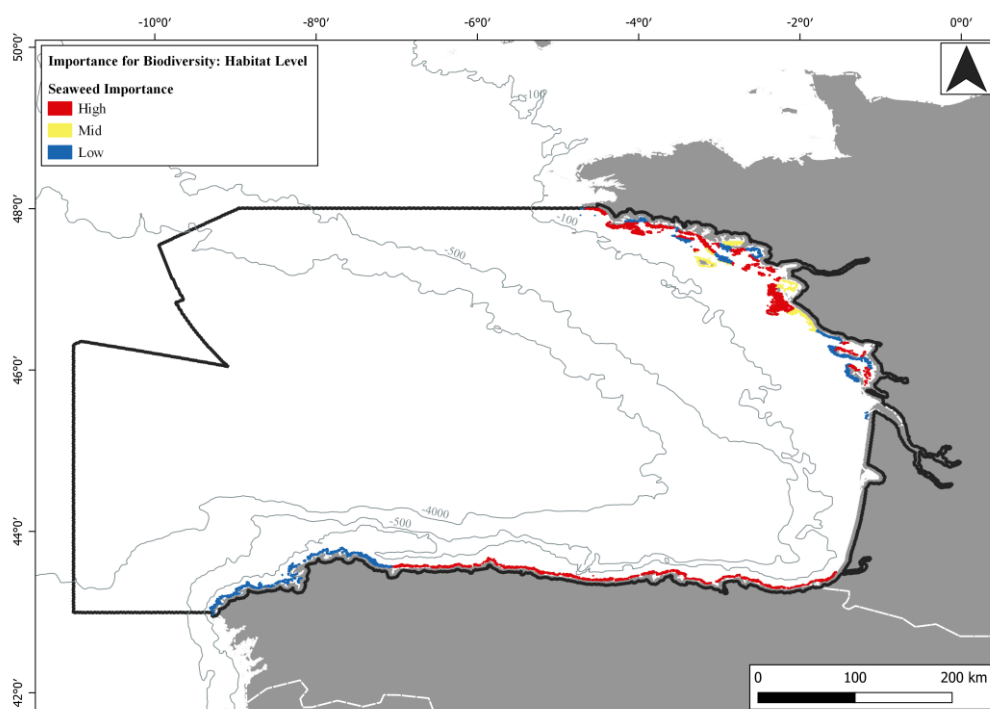 -10°0' -8°0' -6°0' -4°0' -2°0' 0°0'
50°0'
Importance for Biodiversity: Habitat Level
Seaweed Importance
High
Mid
Low
-100
48°0'
-100
-500
46°0'
-4000
-500
44°0'
42°0'
0 100 200 km